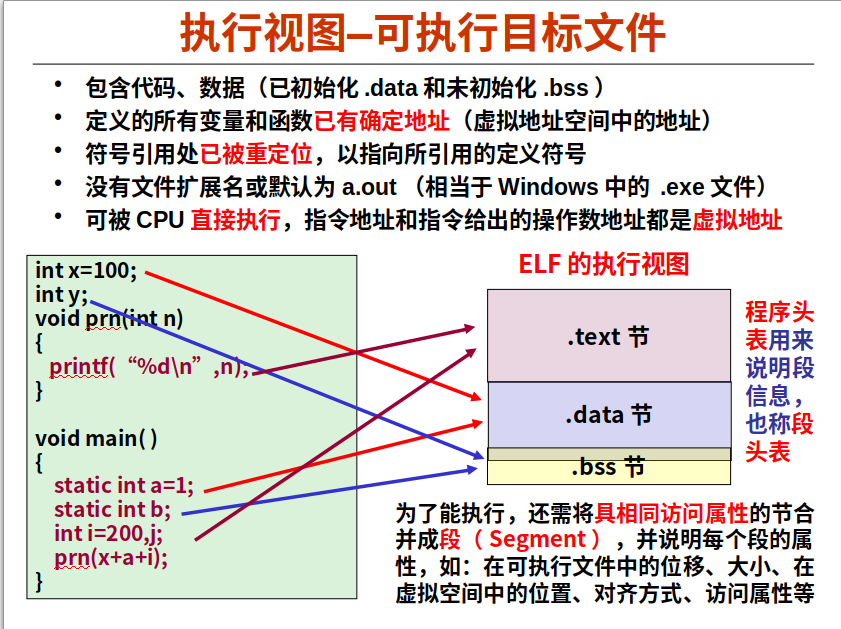 执行视图–可执行目标文件
• 包含代码、数据（已初始化 .data 和未初始化 .bss ）
• 定义的所有变量和函数已有确定地址（虚拟地址空间中的地址）
• 符号引用处已被重定位，以指向所引用的定义符号
• 没有文件扩展名或默认为 a.out （相当于 Windows 中的 .exe 文件）
• 可被 CPU 直接执行，指令地址和指令给出的操作数地址都是虚拟地址
int x=100;
int y;
void prn(int n)
{
printf(“%d\n”,n);
}
void main( )
{
static int a=1;
static int b;
int i=200,j;
prn(x+a+i);
}
ELF 的执行视图
.text 节
.data 节
.bss 节
程序头
表用来
说明段
信息，
也称段
头表
为了能执行，还需将具相同访问属性的节合
并成段（ Segment ），并说明每个段的属
性，如：在可执行文件中的位移、大小、在
虚拟空间中的位置、对齐方式、访问属性等